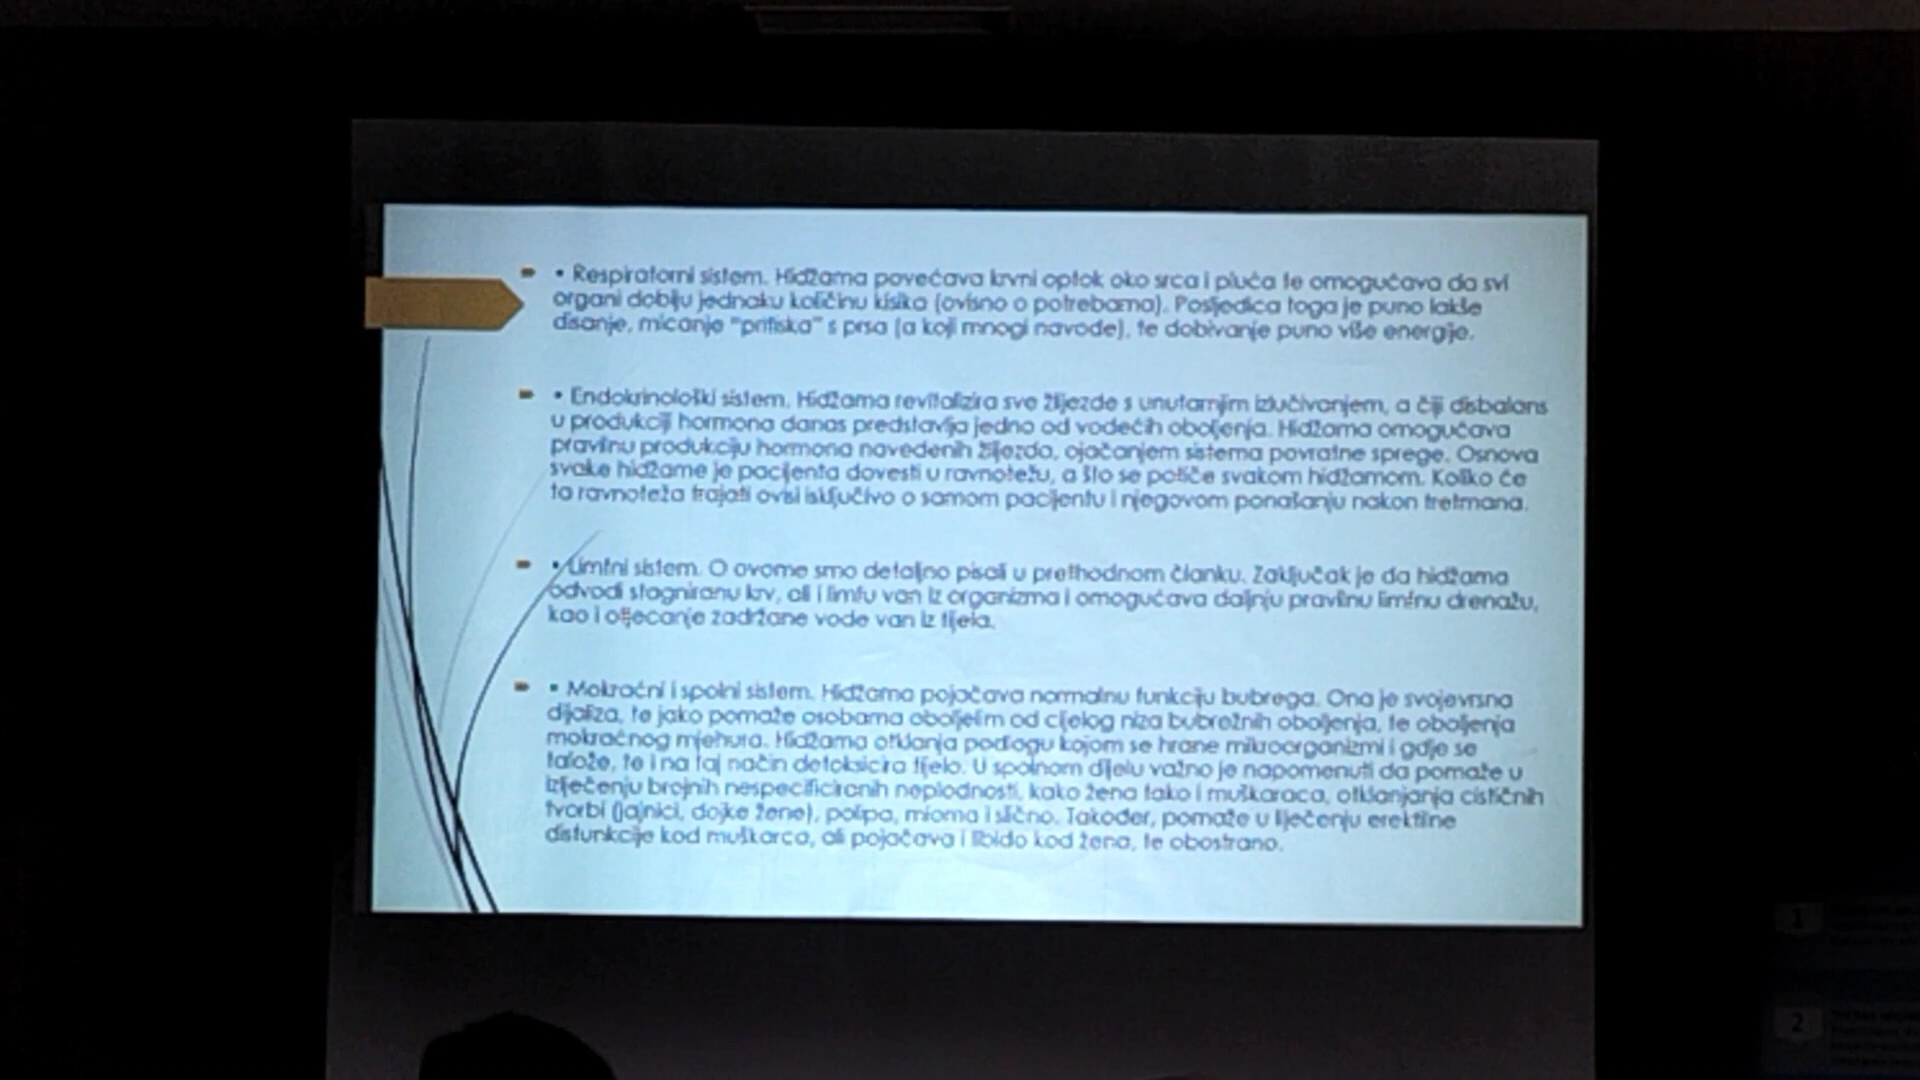 • Respiratorni sistem. Hidžama povećava krvni optok oko srca i pluća te omogućava da svi
organi dobiju jednaku količinu kisika (ovisno o potrebama). Posljedica toga je puno lakše
disanje, micanje "pritiska" s prsa (a koji mnogi navode), te dobivanje puno više energije.
• Endokrinološki sistem. Hidžama revitalizira sve žlijezde s unutarnjim izlučivanjem, a čiji disbalans
u produkciji hormona danas predstavlja jedno od vodećih oboljenja. Hidžama omogućava
pravilnu produkciju hormona navedenih žlijezda, ojačanjem sistema povratne sprege. Osnova
svake hidžame je pacijenta dovesti u ravnotežu, a što se potiče svakom hidžamom. Koliko će
ta ravnoteža trajati ovisi isključivo o samom pacijentu i njegovom ponašanju nakon tretmana.
• Limfni sistem. O ovome smo detaljno pisali u prethodnom članku. Zaključak je da hidžama
odvodi stagniranu krv, ali i limfu van iz organizma i omogućava daljnju pravilnu limfnu drenažu,
kao i otjecanje zadržane vode van iz tijela.
• Mokraćni i spolni sistem. Hidžama pojačava normalnu funkciju bubrega. Ona je svojevrsna
dijaliza, te jako pomaže osobama oboljelim od cijelog niza bubrežnih oboljenja, te oboljenja
mokraćnog mjehura. Hidžama otklanja podlogu kojom se hrane mikroorganizmi i gdje se
talože, te i na taj način detoksicira tijelo. U spolnom dijelu važno je napomenuti da pomaže u
izlječenju brojnih nespecificiranih neplodnosti, kako žena tako i muškaraca, otklanjanja cističnih
tvorbi (jajnici, dojke žene), polipa, mioma i slično. Također, pomaže u liječenju erektilne
disfunkcije kod muškarca, ali pojačava i libido kod žena, te obostrano.
1
2